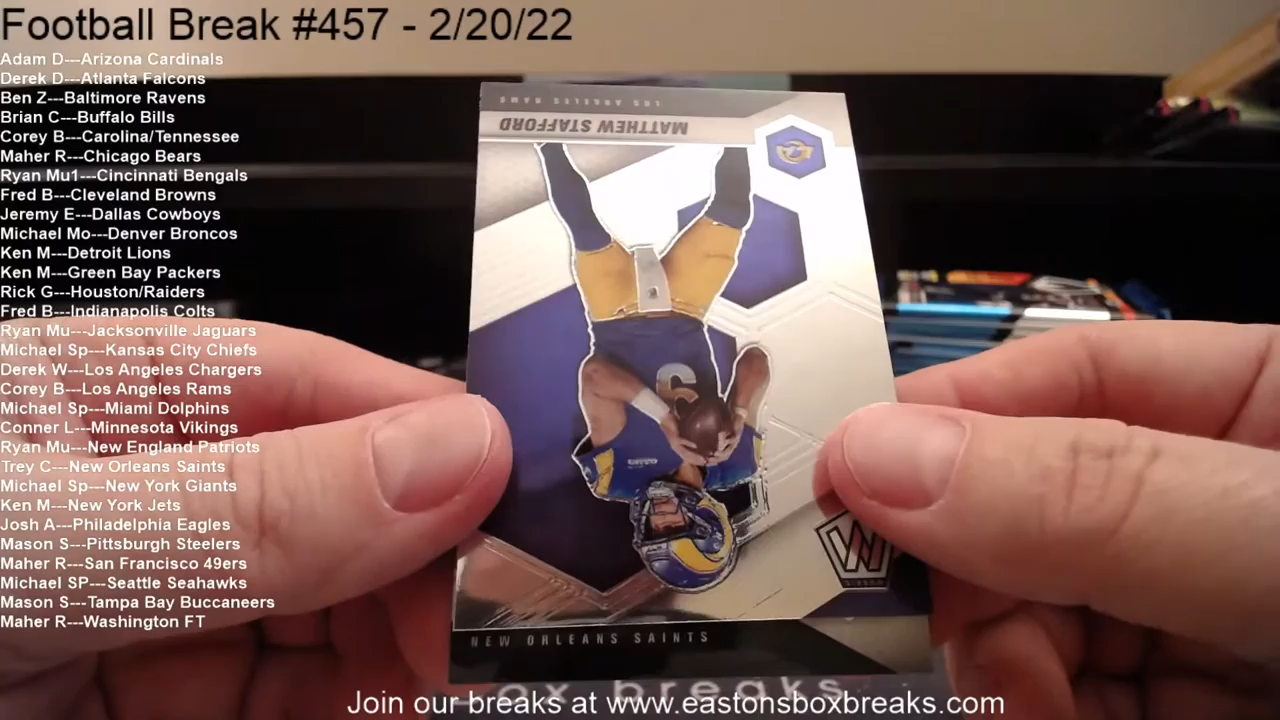 Football Break #457 - 2/20/22
Adam D---Arizona Cardinals
Derek D---Atlanta Falcons
Ben Z---Baltimore Ravens
Brian C---Buffalo Bills
Corey B---Carolina/Tennessee
Maher R---Chicago Bears
Ryan Mu1---Cincinnati Bengals
Fred B---Cleveland Browns
Jeremy E---Dallas Cowboys
Michael Mo---Denver Broncos
Ken M---Detroit Lions
Ken M---Green Bay Packers
Rick G---Houston/Raiders
Fred B---Indianapolis Colts
Ryan Mu---Jacksonville Jaguars
Michael Sp---Kansas City Chiefs
Derek W---Los Angeles Chargers
Corey B---Los Angeles Rams
Michael Sp---Miami Dolphins
Conner L---Minnesota Vikings
Ryan Mu---New England Patriots
Trey C---New Orleans Saints
Michael Sp---New York Giants
Ken M---New York Jets
Josh A---Philadelphia Eagles
Mason S---Pittsburgh Steelers
Maher R---San Francisco 49ers
Michael SP---Seattle Seahawks
Mason S---Tampa Bay Buccaneers
Maher R---Washington FT
LOS ANGELES RAMS
MATTHEW STAFFORD
9
NEW ORLEANS SAINTS
box breaks
Join our breaks at www.eastonsboxbreaks.com